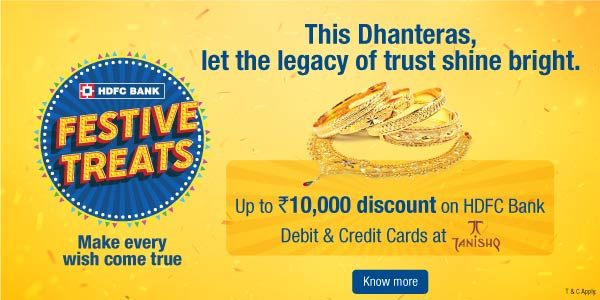 HDFC BANK
FESTIVE
TREATS
Make every
wish come true
This Dhanteras,
let the legacy of trust shine bright.
Up to ₹10,000 discount on HDFC Bank
Debit & Credit Cards at TANISHQ
Know more
T & C Apply.